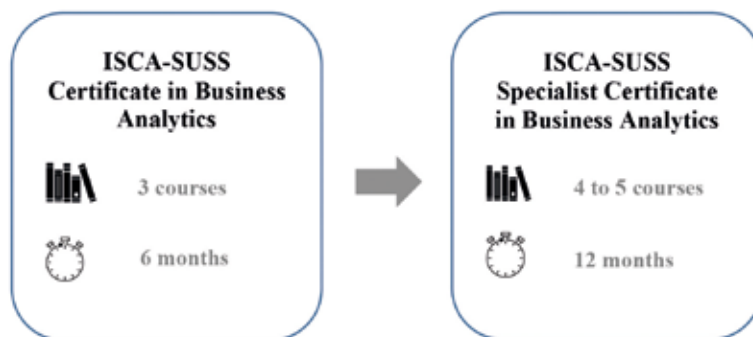 ISCA-SUSS
Certificate in Business
Analytics
3 courses
6 months
ISCA-SUSS
Specialist Certificate
in Business Analytics
4 to 5 courses
12 months